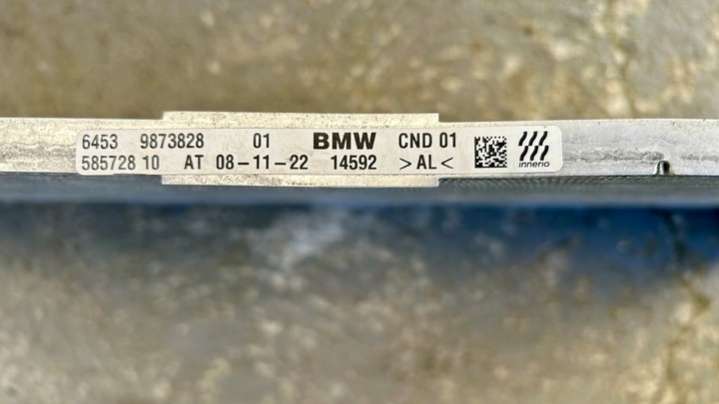 6453 9873828 01 BMW CND 01
585728 10 AT 08-11-22 14592 >AL<
innerio